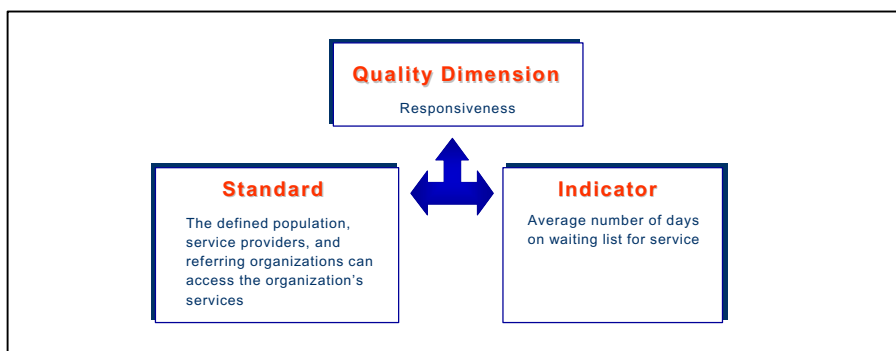 Quality Dimension
Responsiveness
Standard
The defined population,
service providers, and
referring organizations can
access the organization's
services
Indicator
Average number of days
on waiting list for service